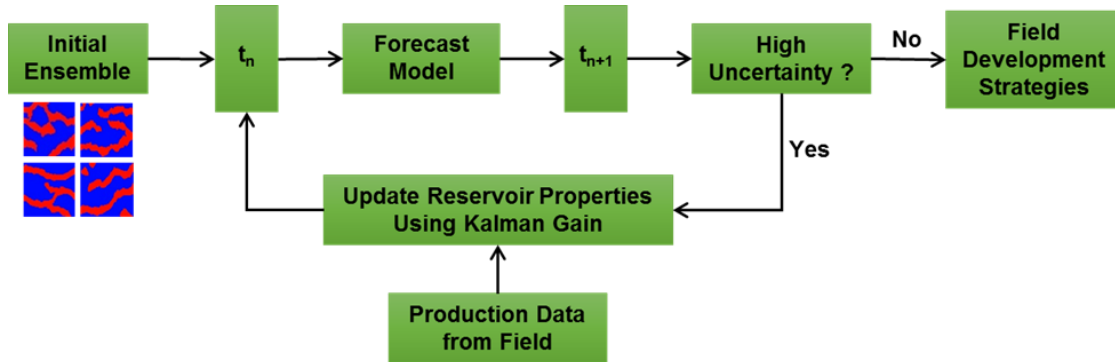 Initial
Ensemble
tn
Forecast
Model
tn+1
High
Uncertainty ?
No
Field
Development
Strategies
Yes
Update Reservoir Properties
Using Kalman Gain
Production Data
from Field